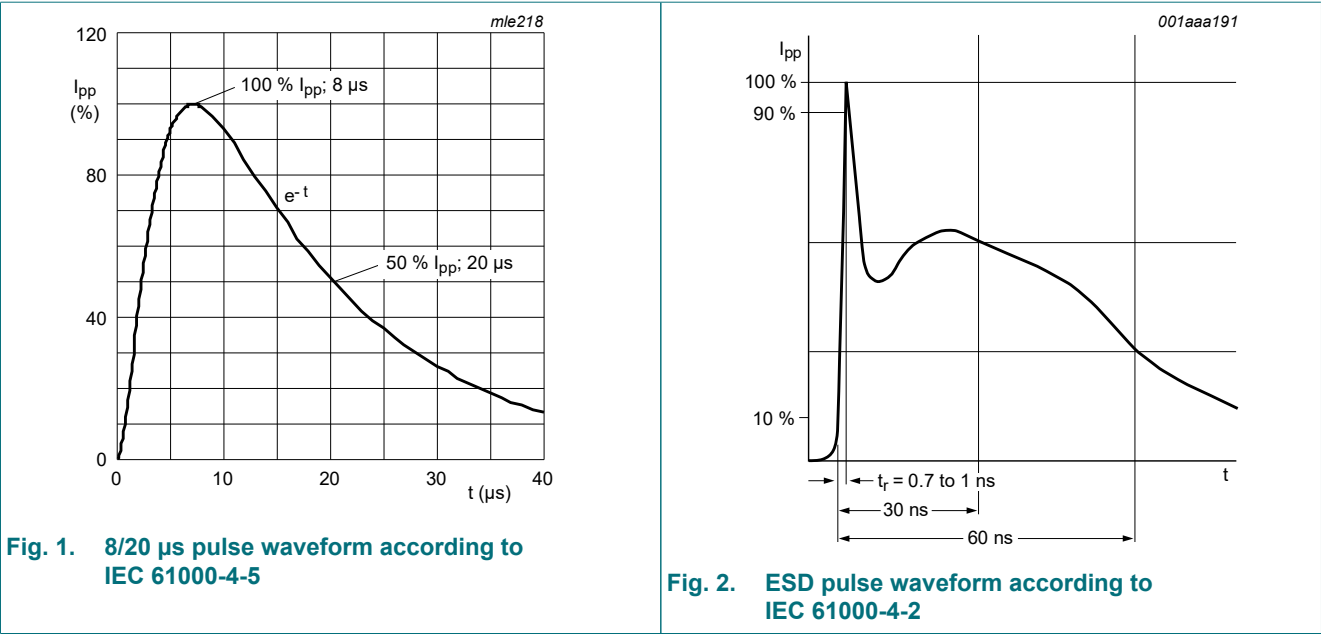 mle218
120
Ipp
(%)
100 % Ipp; 8 μs
80
e- t
50 % Ipp; 20 μs
40
0
0
10
20
30
40
t (μs)
Fig. 1. 8/20 μs pulse waveform according to
IEC 61000-4-5
001aaa191
Ipp
100 %
90 %
10 %
t
tr = 0.7 to 1 ns
30 ns
60 ns
Fig. 2. ESD pulse waveform according to
IEC 61000-4-2